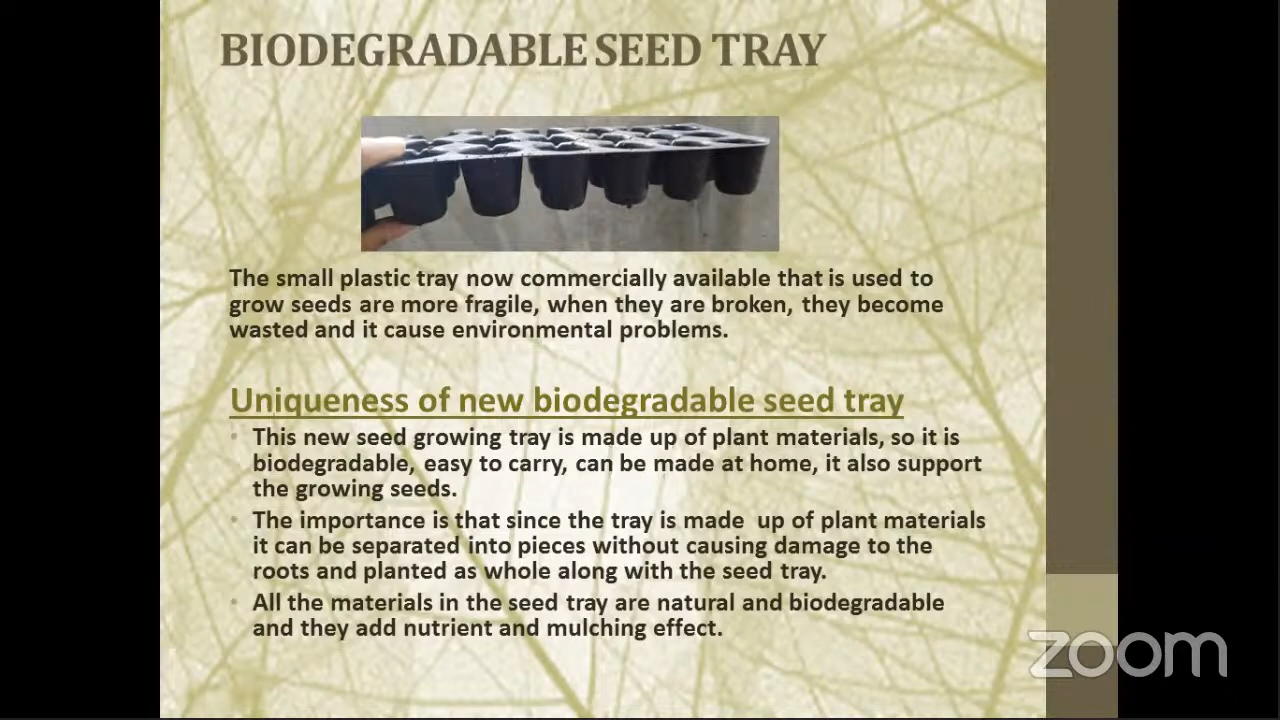 BIODEGRADABLE SEED TRAY
The small plastic tray now commercially available that is used to
grow seeds are more fragile, when they are broken, they become
wasted and it cause environmental problems.
Uniqueness of new biodegradable seed tray
• This new seed growing tray is made up of plant materials, so it is
biodegradable, easy to carry, can be made at home, it also support
the growing seeds.
• The importance is that since the tray is made up of plant materials
it can be separated into pieces without causing damage to the
roots and planted as whole along with the seed tray.
• All the materials in the seed tray are natural and biodegradable
and they add nutrient and mulching effect.
zoom